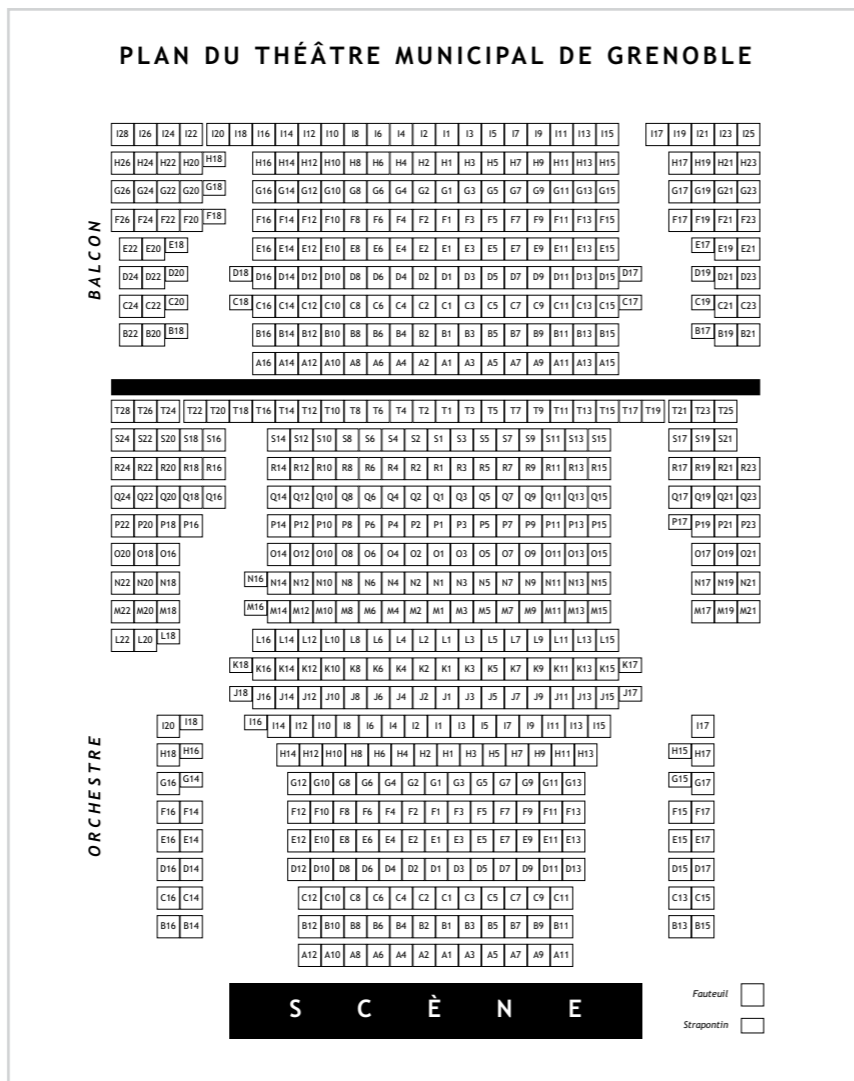 PLAN DU THÉÂTRE MUNICIPAL DE GRENOBLE
I28 I26 I24 I22 I20 I18 I16 I14 I12 I10 I8 I6 I4 I2 I1 I3 I5 I7 I9 I11 I13 I15 I17 I19 I21 I23 I25
H26 H24 H22 H20 H18 H16 H14 H12 H10 H8 H6 H4 H2 H1 H3 H5 H7 H9 H11 H13 H15 H17 H19 H21 H23
G26 G24 G22 G20 G18 G16 G14 G12 G10 G8 G6 G4 G2 G1 G3 G5 G7 G9 G11 G13 G15 G17 G19 G21 G23
F26 F24 F22 F20 F18 F16 F14 F12 F10 F8 F6 F4 F2 F1 F3 F5 F7 F9 F11 F13 F15 F17 F19 F21 F23
BALCON
E22 E20 E18 E16 E14 E12 E10 E8 E6 E4 E2 E1 E3 E5 E7 E9 E11 E13 E15 E17 E19 E21
D24 D22 D20 D18 D16 D14 D12 D10 D8 D6 D4 D2 D1 D3 D5 D7 D9 D11 D13 D15 D17 D19 D21 D23
C24 C22 C20 C18 C16 C14 C12 C10 C8 C6 C4 C2 C1 C3 C5 C7 C9 C11 C13 C15 C17 C19 C21 C23
B22 B20 B18 B16 B14 B12 B10 B8 B6 B4 B2 B1 B3 B5 B7 B9 B11 B13 B15 B17 B19 B21
A16 A14 A12 A10 A8 A6 A4 A2 A1 A3 A5 A7 A9 A11 A13 A15
T28 T26 T24 T22 T20 T18 T16 T14 T12 T10 T8 T6 T4 T2 T1 T3 T5 T7 T9 T11 T13 T15 T17 T19 T21 T23 T25
S24 S22 S20 S18 S16 S14 S12 S10 S8 S6 S4 S2 S1 S3 S5 S7 S9 S11 S13 S15 S17 S19 S21
R24 R22 R20 R18 R16 R14 R12 R10 R8 R6 R4 R2 R1 R3 R5 R7 R9 R11 R13 R15 R17 R19 R21 R23
Q24 Q22 Q20 Q18 Q16 Q14 Q12 Q10 Q8 Q6 Q4 Q2 Q1 Q3 Q5 Q7 Q9 Q11 Q13 Q15 Q17 Q19 Q21 Q23
P22 P20 P18 P16 P14 P12 P10 P8 P6 P4 P2 P1 P3 P5 P7 P9 P11 P13 P15 P17 P19 P21 P23
O20 O18 O16 O14 O12 O10 O8 O6 O4 O2 O1 O3 O5 O7 O9 O11 O13 O15 O17 O19 O21
N22 N20 N18 N16 N14 N12 N10 N8 N6 N4 N2 N1 N3 N5 N7 N9 N11 N13 N15 N17 N19 N21
M22 M20 M18 M16 M14 M12 M10 M8 M6 M4 M2 M1 M3 M5 M7 M9 M11 M13 M15 M17 M19 M21
L22 L20 L18 L16 L14 L12 L10 L8 L6 L4 L2 L1 L3 L5 L7 L9 L11 L13 L15
K18 K16 K14 K12 K10 K8 K6 K4 K2 K1 K3 K5 K7 K9 K11 K13 K15 K17
J18 J16 J14 J12 J10 J8 J6 J4 J2 J1 J3 J5 J7 J9 J11 J13 J15 J17
I20 I18 I16 I14 I12 I10 I8 I6 I4 I2 I1 I3 I5 I7 I9 I11 I13 I15 I17
H18 H16 H14 H12 H10 H8 H6 H4 H2 H1 H3 H5 H7 H9 H11 H13 H15 H17
G16 G14 G12 G10 G8 G6 G4 G2 G1 G3 G5 G7 G9 G11 G13 G15 G17
ORCHESTRE
F16 F14 F12 F10 F8 F6 F4 F2 F1 F3 F5 F7 F9 F11 F13 F15 F17
E16 E14 E12 E10 E8 E6 E4 E2 E1 E3 E5 E7 E9 E11 E13 E15 E17
D16 D14 D12 D10 D8 D6 D4 D2 D1 D3 D5 D7 D9 D11 D13 D15 D17
C16 C14 C12 C10 C8 C6 C4 C2 C1 C3 C5 C7 C9 C11 C13 C15
B16 B14 B12 B10 B8 B6 B4 B2 B1 B3 B5 B7 B9 B11 B13 B15
A12 A10 A8 A6 A4 A2 A1 A3 A5 A7 A9 A11
SCÈNE
Fauteuil
Strapontin